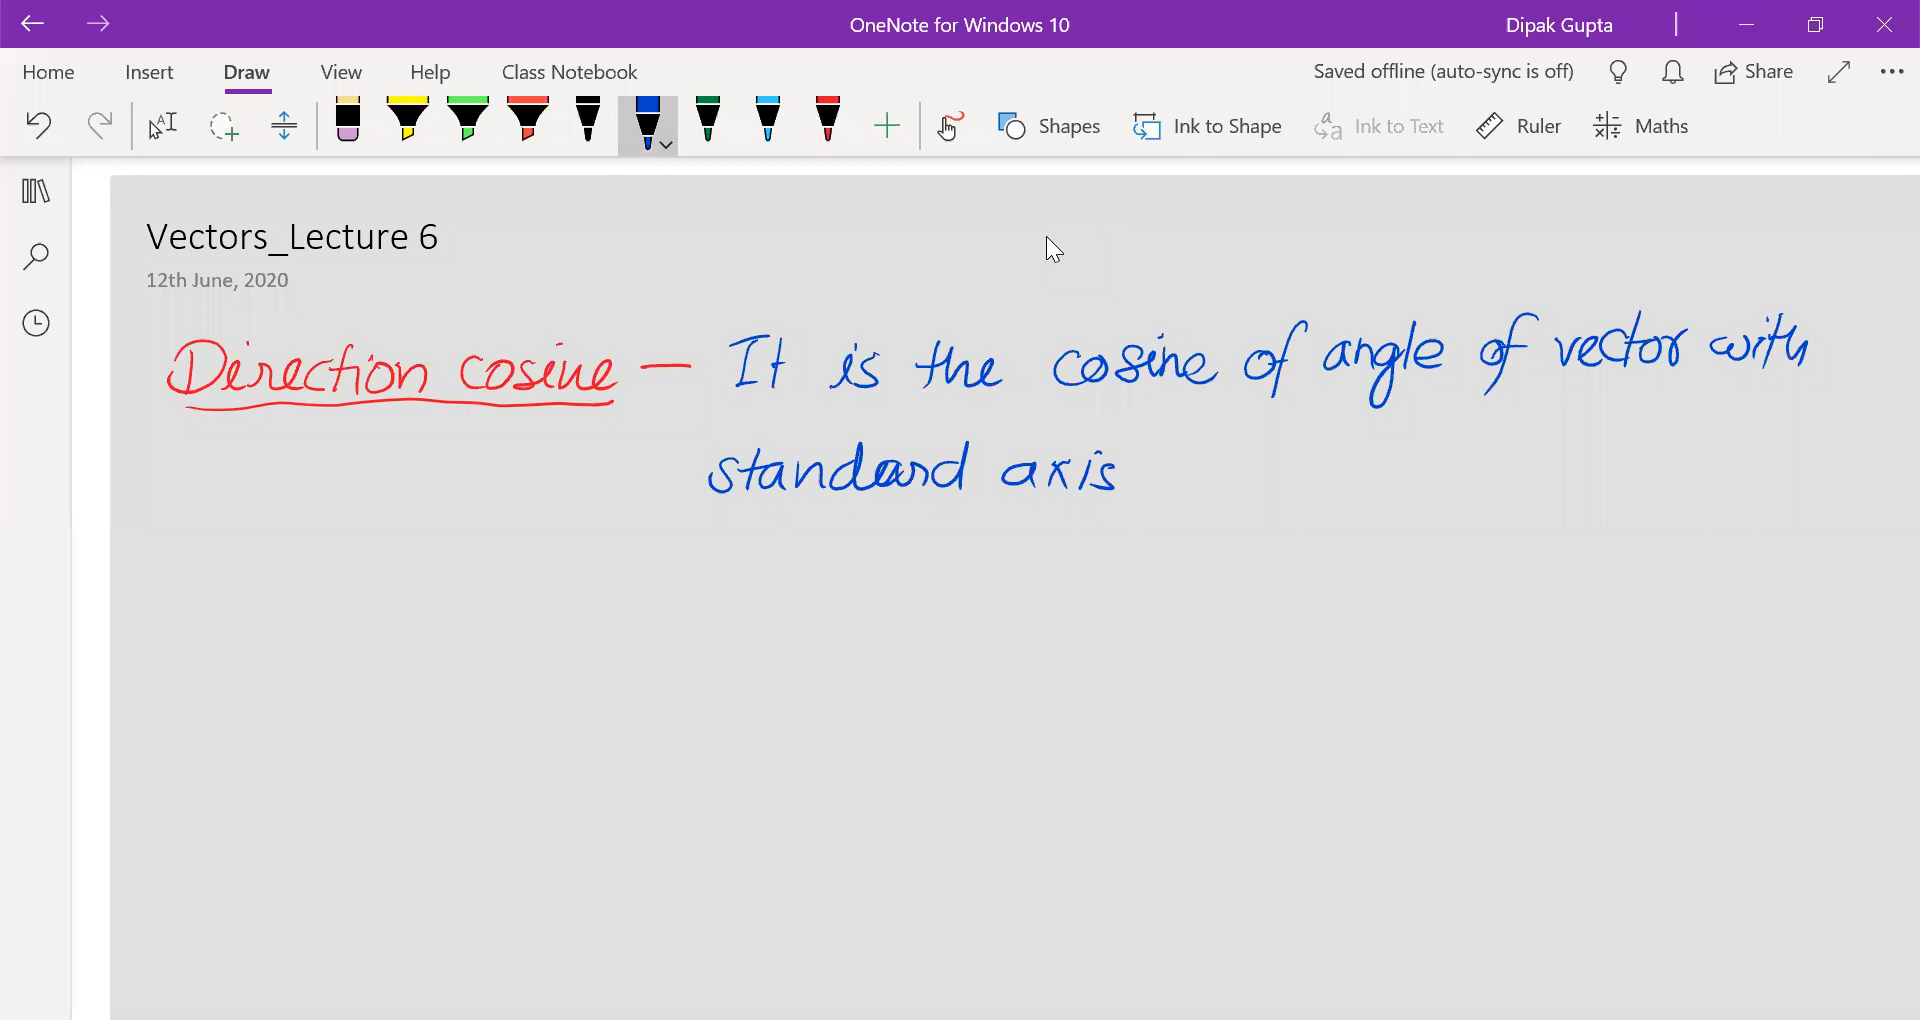 OneNote for Windows 10
Dipak Gupta
Home Insert Draw View Help Class Notebook
Saved offline (auto-sync is off) Share
Shapes Ink to Shape Ink to Text Ruler Maths
Vectors_Lecture 6
12th June, 2020
Direction cosine — It is the cosine of angle of vector with
standard axis